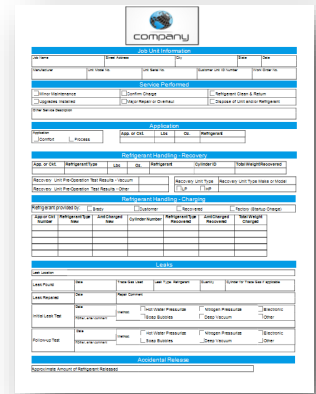 company
Job Unit Information
Job Name Street Address City State Date
Manufacturer Unit Model No. Unit Serial No. Customer Unit ID Number Work Order No.
Service Performed
Minor Maintenance Confirm Charge Refrigerant Clean & Return
Upgrades Installed Major Repair or Overhaul Dispose of Unit and/or Refrigerant
Other Service Description
Application
Application App. or Ckt. Lbs Oz. Refrigerant
Comfort Process
Refrigerant Handling - Recovery
App. or Ckt. Refrigerant Type Lbs Oz. Refrigerant Cylinder ID Total Weight Recovered
Recovery Unit Pre-Operation Test Results - Vacuum Recovery Unit Type Recovery Unit Type Make or Model
Recovery Unit Pre-Operation Test Results - Other LP HP
Refrigerant Handling - Charging
Refrigerant provided by: Customer Recovered Factory (Startup Charge)
App or Ckt Number Refrigerant Type New Amt Charged New Cylinder Number Refrigerant Type Recovered Amt Charged Recovered Total Weight Charged
Leaks
Leak Location
Leak Found Date Trace Gas Used Leak Type: Refrigerant Quantity Cylinder for Trace Gas if Applicable
Leak Repaired Date Repair Comment
Initial Leak Test Date Method Hot Water Pressurize Nitrogen Pressurize Electronic
Soap Bubbles Deep Vacuum Other
Follow-up Test Date Method Hot Water Pressurize Nitrogen Pressurize Electronic
Soap Bubbles Deep Vacuum Other
Accidental Release
Approximate Amount of Refrigerant Released